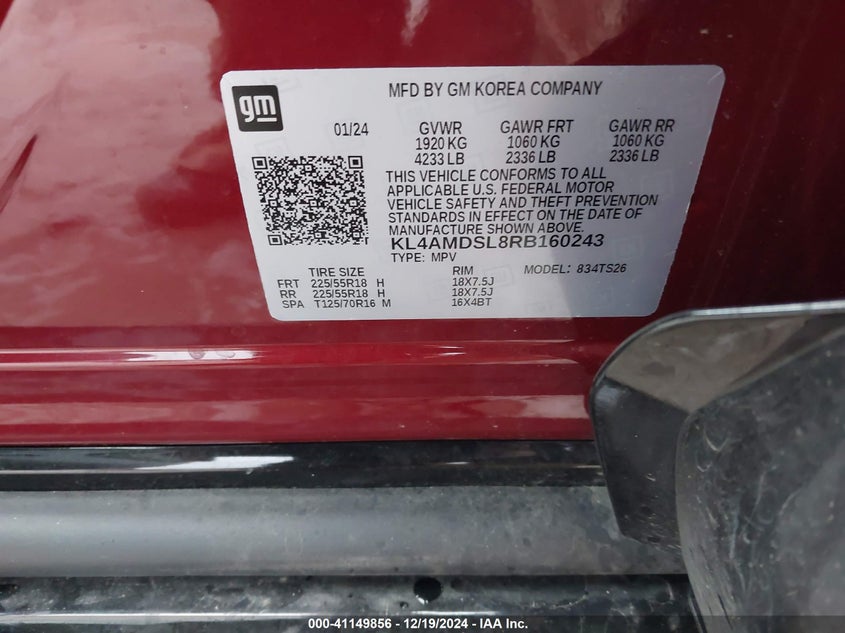 gm
MFD BY GM KOREA COMPANY
01/24
GVWR GAWR FRT GAWR RR
1920 KG 1060 KG 1060 KG
4233 LB 2336 LB 2336 LB
THIS VEHICLE CONFORMS TO ALL
APPLICABLE U.S. FEDERAL MOTOR
VEHICLE SAFETY AND THEFT PREVENTION
STANDARDS IN EFFECT ON THE DATE OF
MANUFACTURE SHOWN ABOVE.
KL4AMDSL8RB160243
TYPE: MPV MODEL: 834TS26
TIRE SIZE RIM
FRT 225/55R18 H 18X7.5J
RR 225/55R18 H 18X7.5J
SPA T125/70R16 M 16X4BT
000-41149856 - 12/19/2024 - IAA Inc.